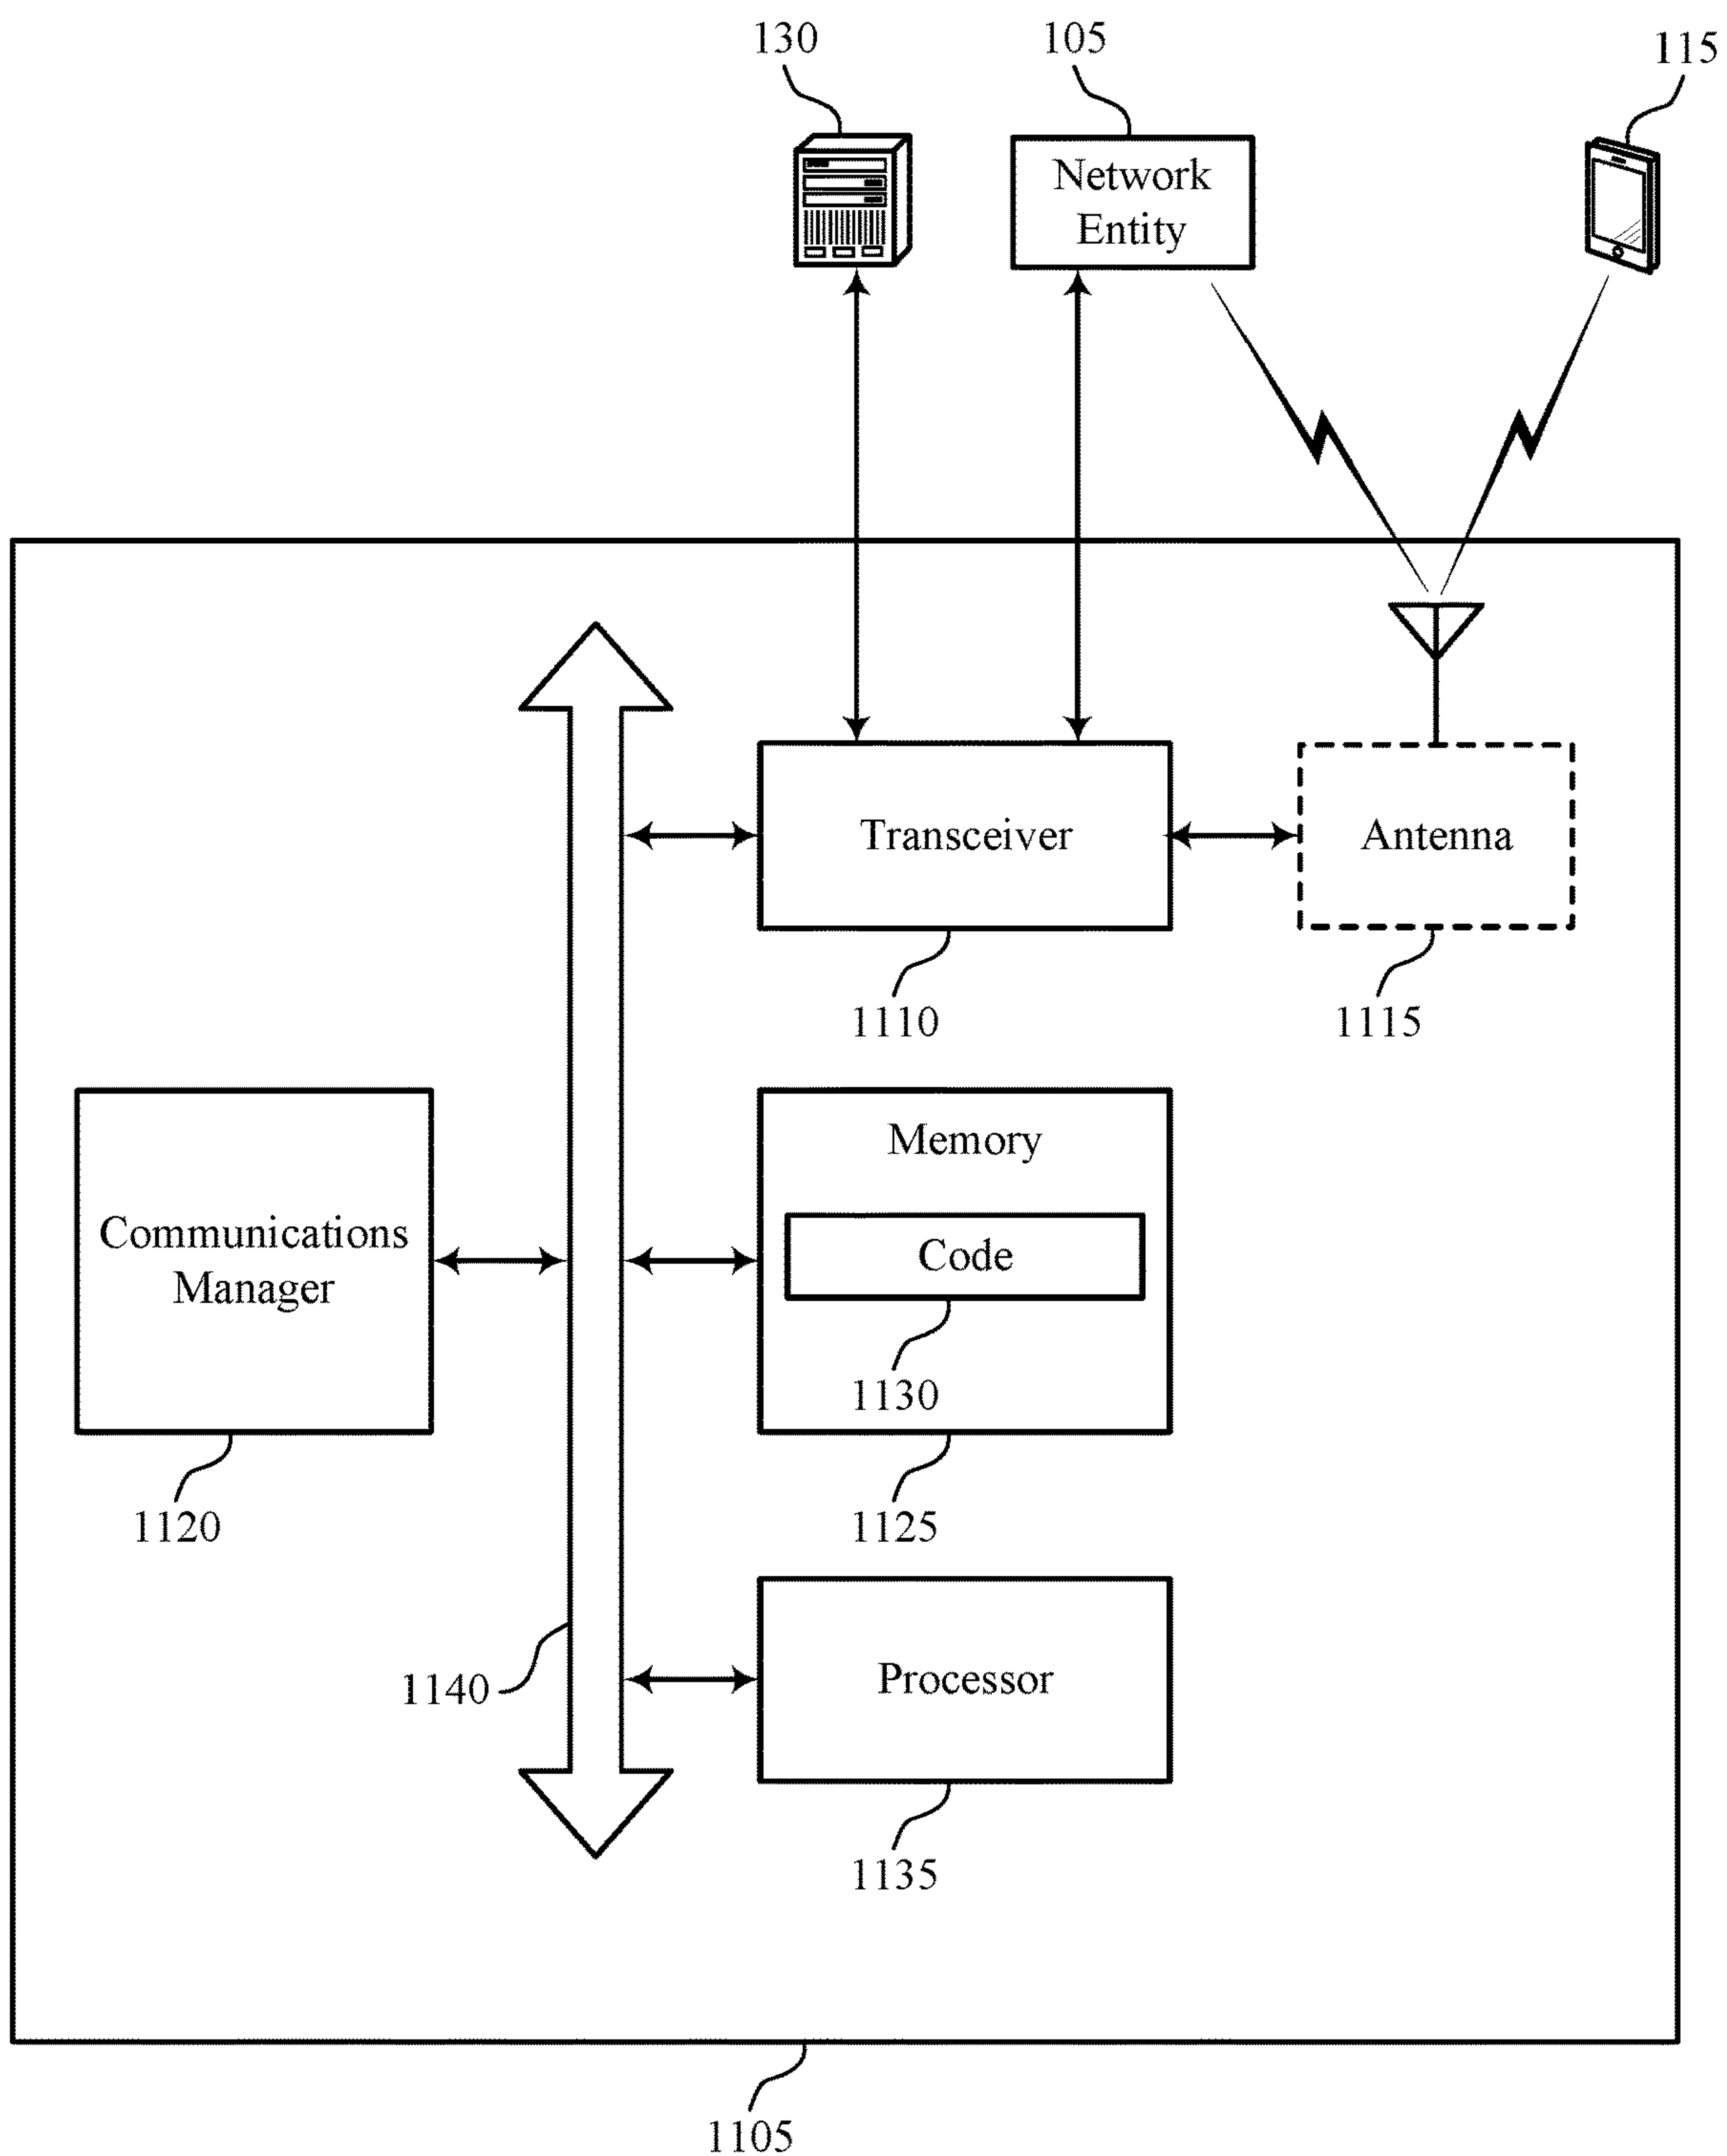 130
105
115
Network
Entity
Transceiver
Antenna
1110
1115
Memory
Communications
Manager
Code
1130
1120
1125
1140
Processor
1135
1105